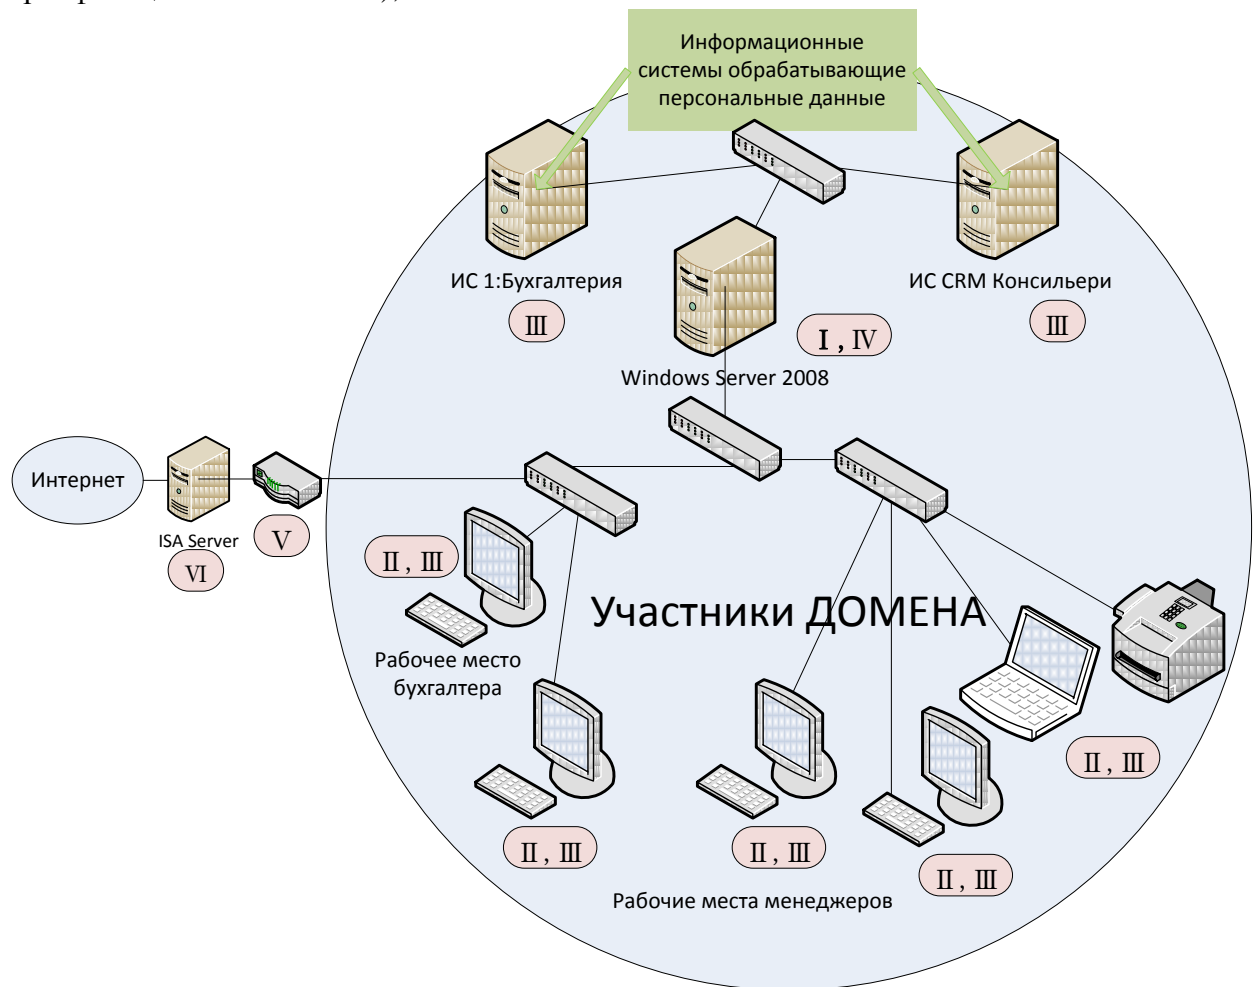 Информационные
системы обрабатывающие
персональные данные
ИС 1:Бухгалтерия
ИС CRM Консильери
Ⅲ
Ⅰ , Ⅳ
Ⅲ
Windows Server 2008
Интернет
ISA Server
Ⅴ
Ⅵ
Ⅱ , Ⅲ
Участники ДОМЕНА
Рабочее место
бухгалтера
Ⅱ , Ⅲ
Ⅱ , Ⅲ
Ⅱ , Ⅲ
Ⅱ , Ⅲ
Рабочие места менеджеров